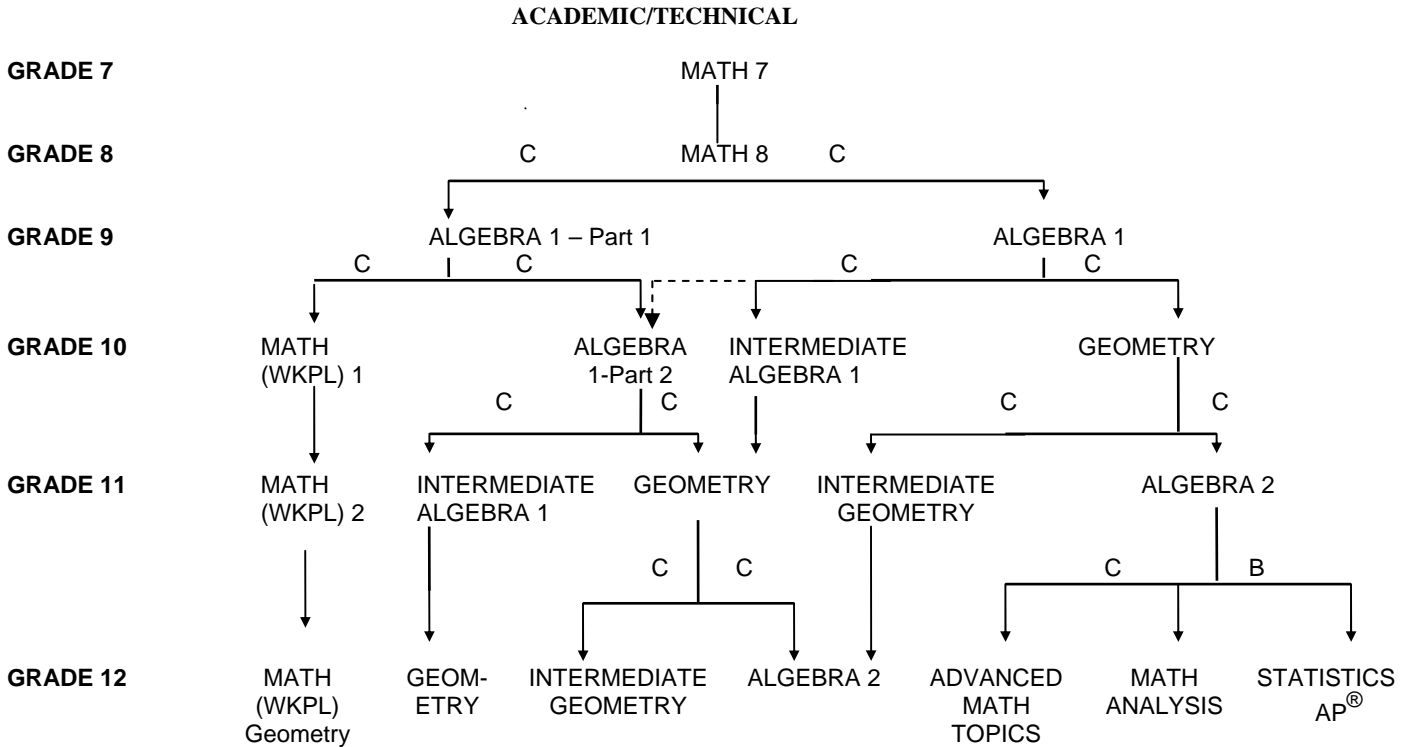 ACADEMIC/TECHNICAL
GRADE 7 MATH 7
.
GRADE 8 C MATH 8 C
GRADE 9 ALGEBRA 1 – Part 1 ALGEBRA 1
C C C C
GRADE 10 MATH ALGEBRA INTERMEDIATE GEOMETRY
(WKPL) 1 1-Part 2 ALGEBRA 1
C C C C
GRADE 11 MATH INTERMEDIATE GEOMETRY INTERMEDIATE ALGEBRA 2
(WKPL) 2 ALGEBRA 1 GEOMETRY
C C C B
GRADE 12 MATH GEOM- INTERMEDIATE ALGEBRA 2 ADVANCED MATH STATISTICS
(WKPL) ETRY GEOMETRY MATH ANALYSIS AP®
Geometry TOPICS